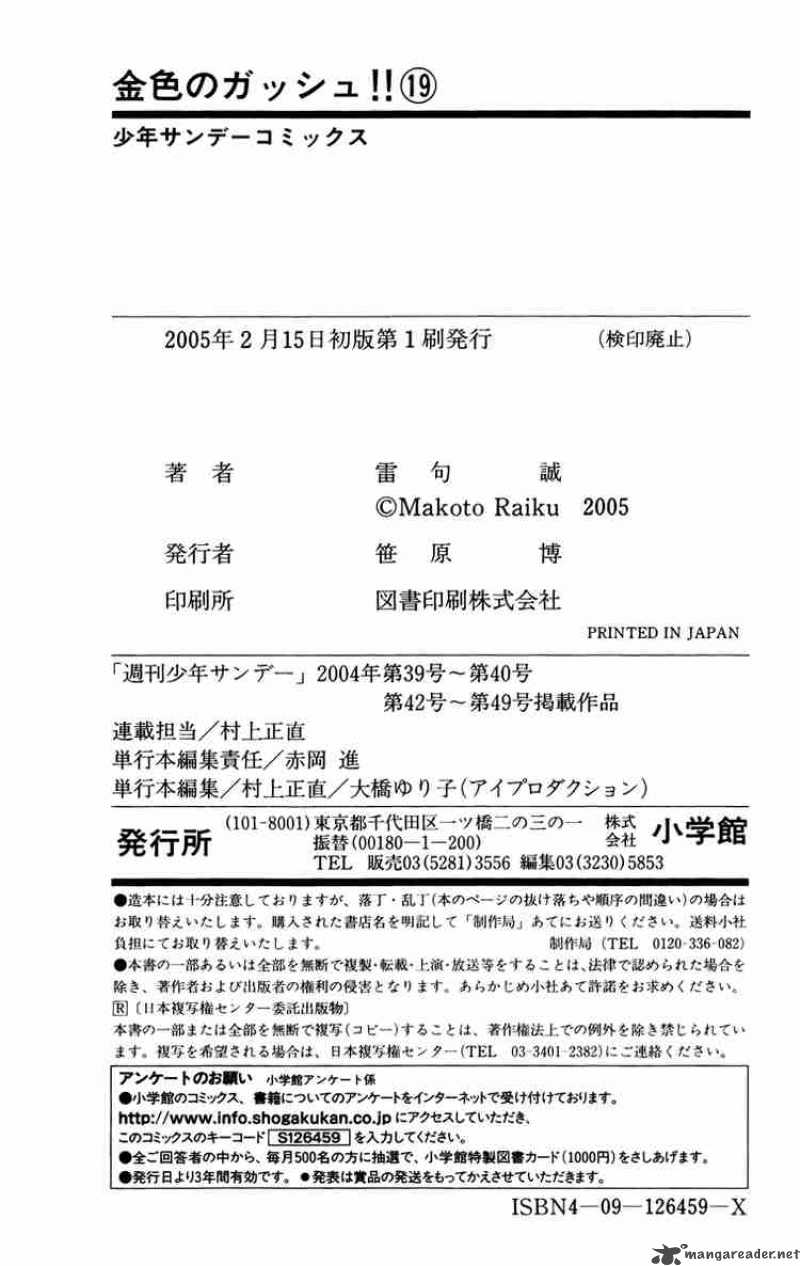 金色のガッシュ!!⑲
少年サンデーコミックス
2005年2月15日初版第1刷発行 (検印廃止)
著者 雷句誠
©Makoto Raiku 2005
発行者 笹原博
印刷所 図書印刷株式会社
PRINTED IN JAPAN
「週刊少年サンデー」2004年第39号〜第40号
第42号〜第49号掲載作品
連載担当/村上正直
単行本編集責任/赤岡 進
単行本編集/村上正直/大橋ゆり子(アイプロダクション)
発行所 (101-8001)東京都千代田区一ツ橋二の三の一 株式会社 小学館
振替(00180-1-200)
TEL 販売03(5281)3556 編集03(3230)5853
●造本には十分注意しておりますが、落丁・乱丁(本のページの抜け落ちや順序の間違い)の場合は
お取り替えいたします。購入された書店名を明記して「制作局」あてにお送りください。送料小社
負担にてお取り替えいたします。 制作局(TEL 0120-336-082)
●本書の一部あるいは全部を無断で複製・転載・上演・放送等をすることは、法律で認められた場合を
除き、著作者および出版者の権利の侵害となります。あらかじめ小社あて許諾をお求めください。
R〔日本複写権センター委託出版物〕
本書の一部または全部を無断で複写(コピー)することは、著作権法上での例外を除き禁じられてい
ます。複写を希望される場合は、日本複写権センター(TEL 03-3401-2382)にご連絡ください。
アンケートのお願い 小学館アンケート係
●小学館のコミックス、書籍についてのアンケートをインターネットで受け付けております。
http://www.info.shogakukan.co.jp にアクセスしていただき、
このコミックスのキーコード S126459 を入力してください。
●全ご回答者の中から、毎月500名の方に抽選で、小学館特製図書カード(1000円)をさしあげます。
●発行日より3年間有効です。●発表は賞品の発送をもってかえさせていただきます。
ISBN4-09-126459-X
mangareader.net